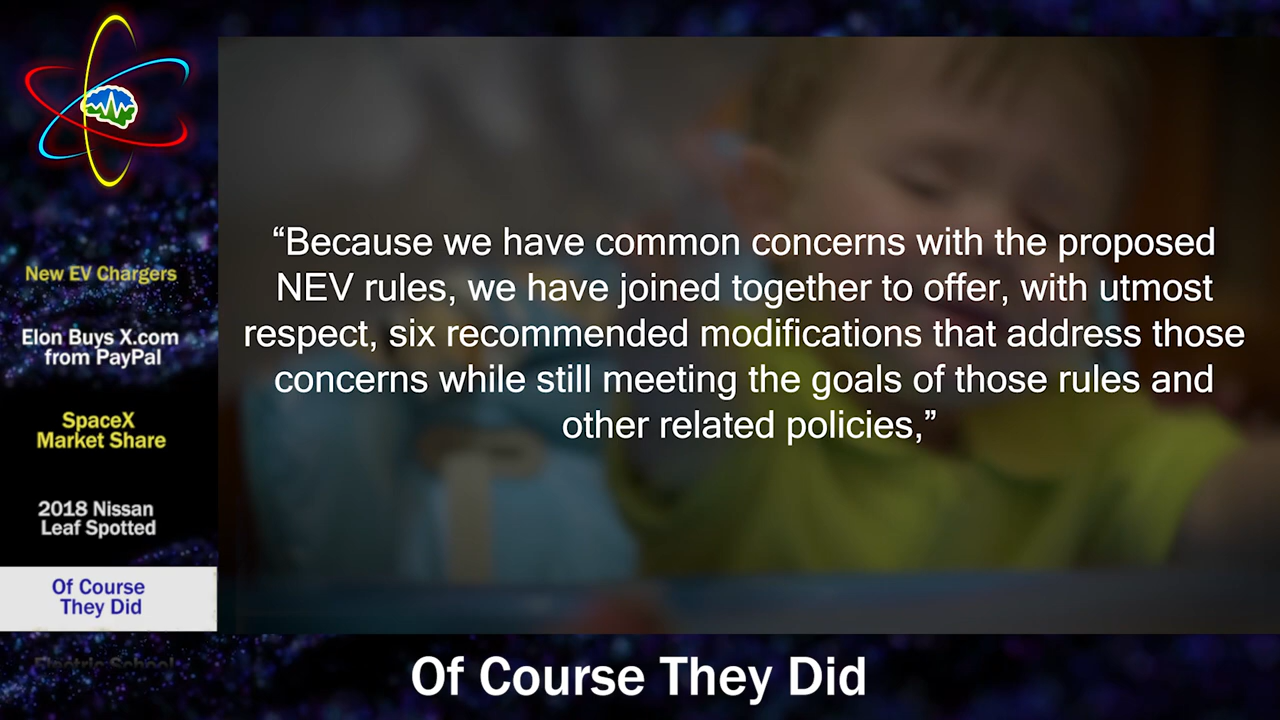 New EV Chargers
Elon Buys X.com
from PayPal
SpaceX
Market Share
2018 Nissan
Leaf Spotted
Of Course
They Did
Electric School
“Because we have common concerns with the proposed
NEV rules, we have joined together to offer, with utmost
respect, six recommended modifications that address those
concerns while still meeting the goals of those rules and
other related policies,”
Of Course They Did